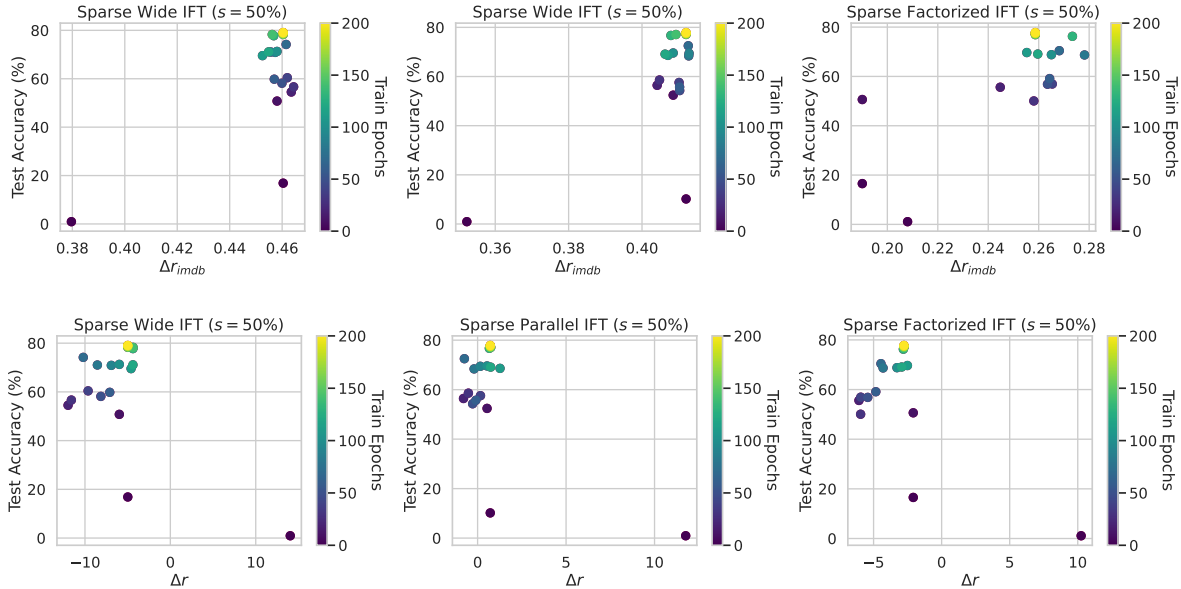 Sparse Wide IFT (s = 50%)
Test Accuracy (%)
80
60
40
20
0
0.38 0.40 0.42 0.44 0.46
Δr_imdb
200
150
100
50
0
Train Epochs
Sparse Wide IFT (s = 50%)
Test Accuracy (%)
80
60
40
20
0
0.36 0.38 0.40
Δr_imdb
200
150
100
50
0
Train Epochs
Sparse Factorized IFT (s = 50%)
Test Accuracy (%)
80
60
40
20
0
0.20 0.22 0.24 0.26 0.28
Δr_imdb
200
150
100
50
0
Train Epochs
Sparse Wide IFT (s = 50%)
Test Accuracy (%)
80
60
40
20
0
−10 0 10
Δr
200
150
100
50
0
Train Epochs
Sparse Parallel IFT (s = 50%)
Test Accuracy (%)
80
60
40
20
0
0 5 10
Δr
200
150
100
50
0
Train Epochs
Sparse Factorized IFT (s = 50%)
Test Accuracy (%)
80
60
40
20
0
−5 0 5 10
Δr
200
150
100
50
0
Train Epochs